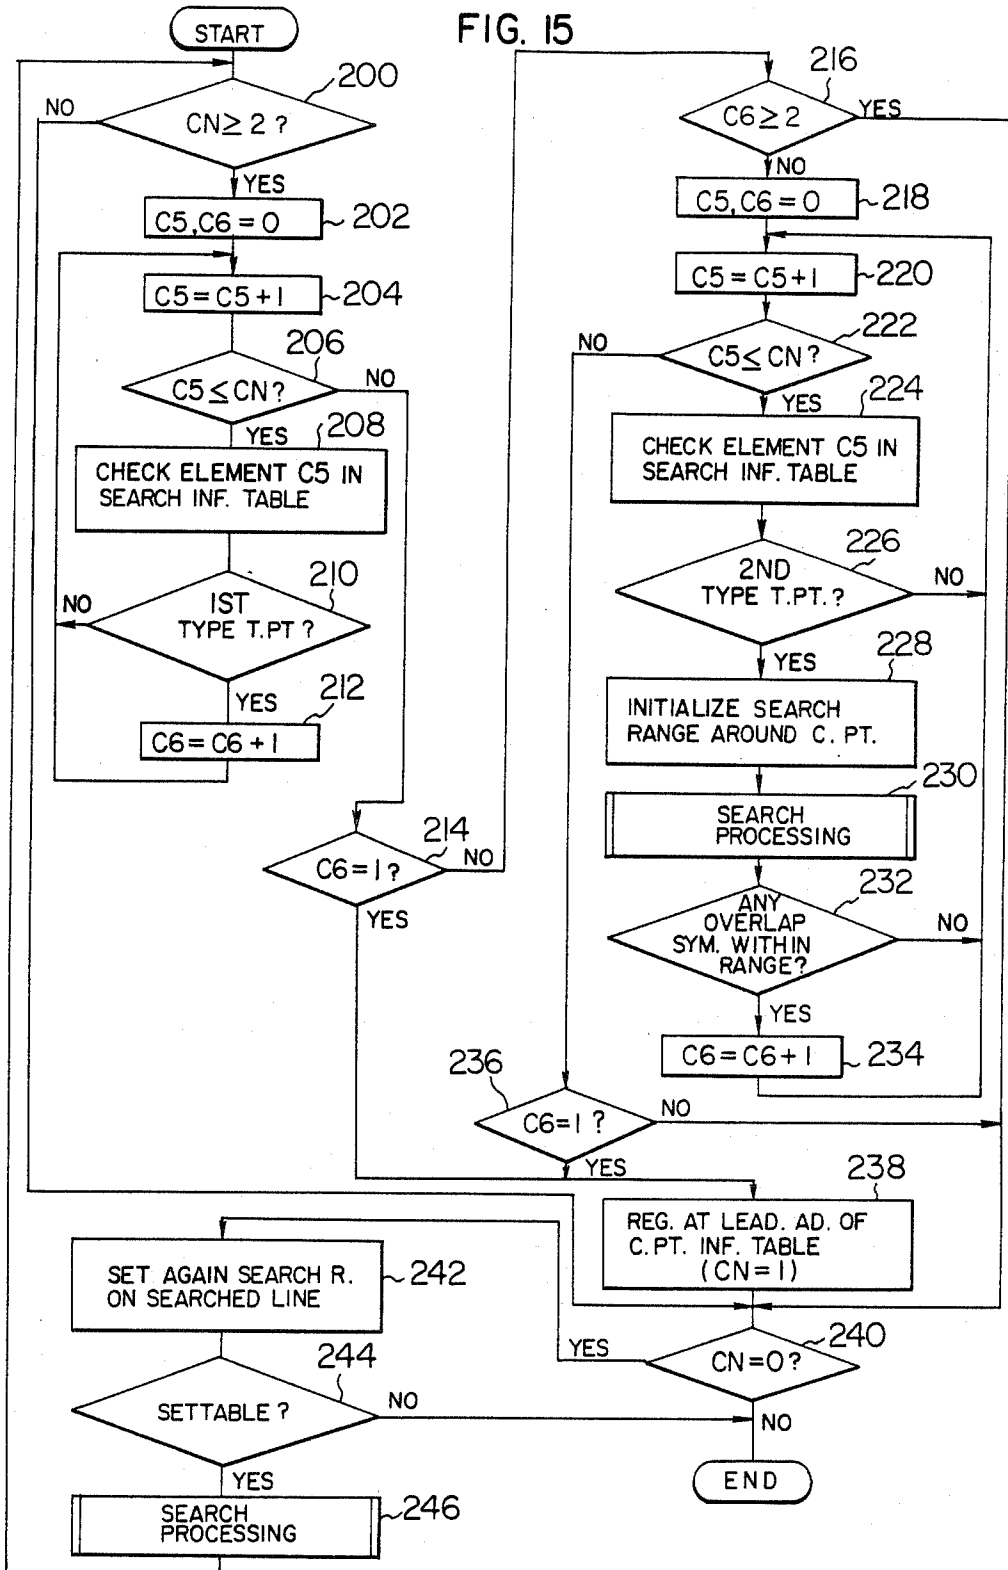 FIG. 15
START
200
CN ≥ 2 ?
NO
YES
C5, C6 = 0
202
C5 = C5 + 1
204
206
C5 ≤ CN ?
NO
YES
208
CHECK ELEMENT C5 IN
SEARCH INF. TABLE
210
1ST
TYPE T.PT ?
NO
YES
212
C6 = C6 + 1
214
C6 = 1 ?
NO
YES
216
C6 ≥ 2
YES
NO
C5, C6 = 0
218
C5 = C5 + 1
220
222
C5 ≤ CN ?
NO
YES
224
CHECK ELEMENT C5 IN
SEARCH INF. TABLE
226
2ND
TYPE T.PT. ?
NO
YES
228
INITIALIZE SEARCH
RANGE AROUND C. PT.
230
SEARCH
PROCESSING
232
ANY
OVERLAP
SYM. WITHIN
RANGE?
NO
YES
C6 = C6 + 1
234
236
C6 = 1 ?
NO
YES
238
REG. AT LEAD. AD. OF
C. PT. INF. TABLE
(CN = 1)
240
CN = 0 ?
YES
NO
SET AGAIN SEARCH R.
ON SEARCHED LINE
242
244
SETTABLE ?
NO
YES
SEARCH
PROCESSING
246
END